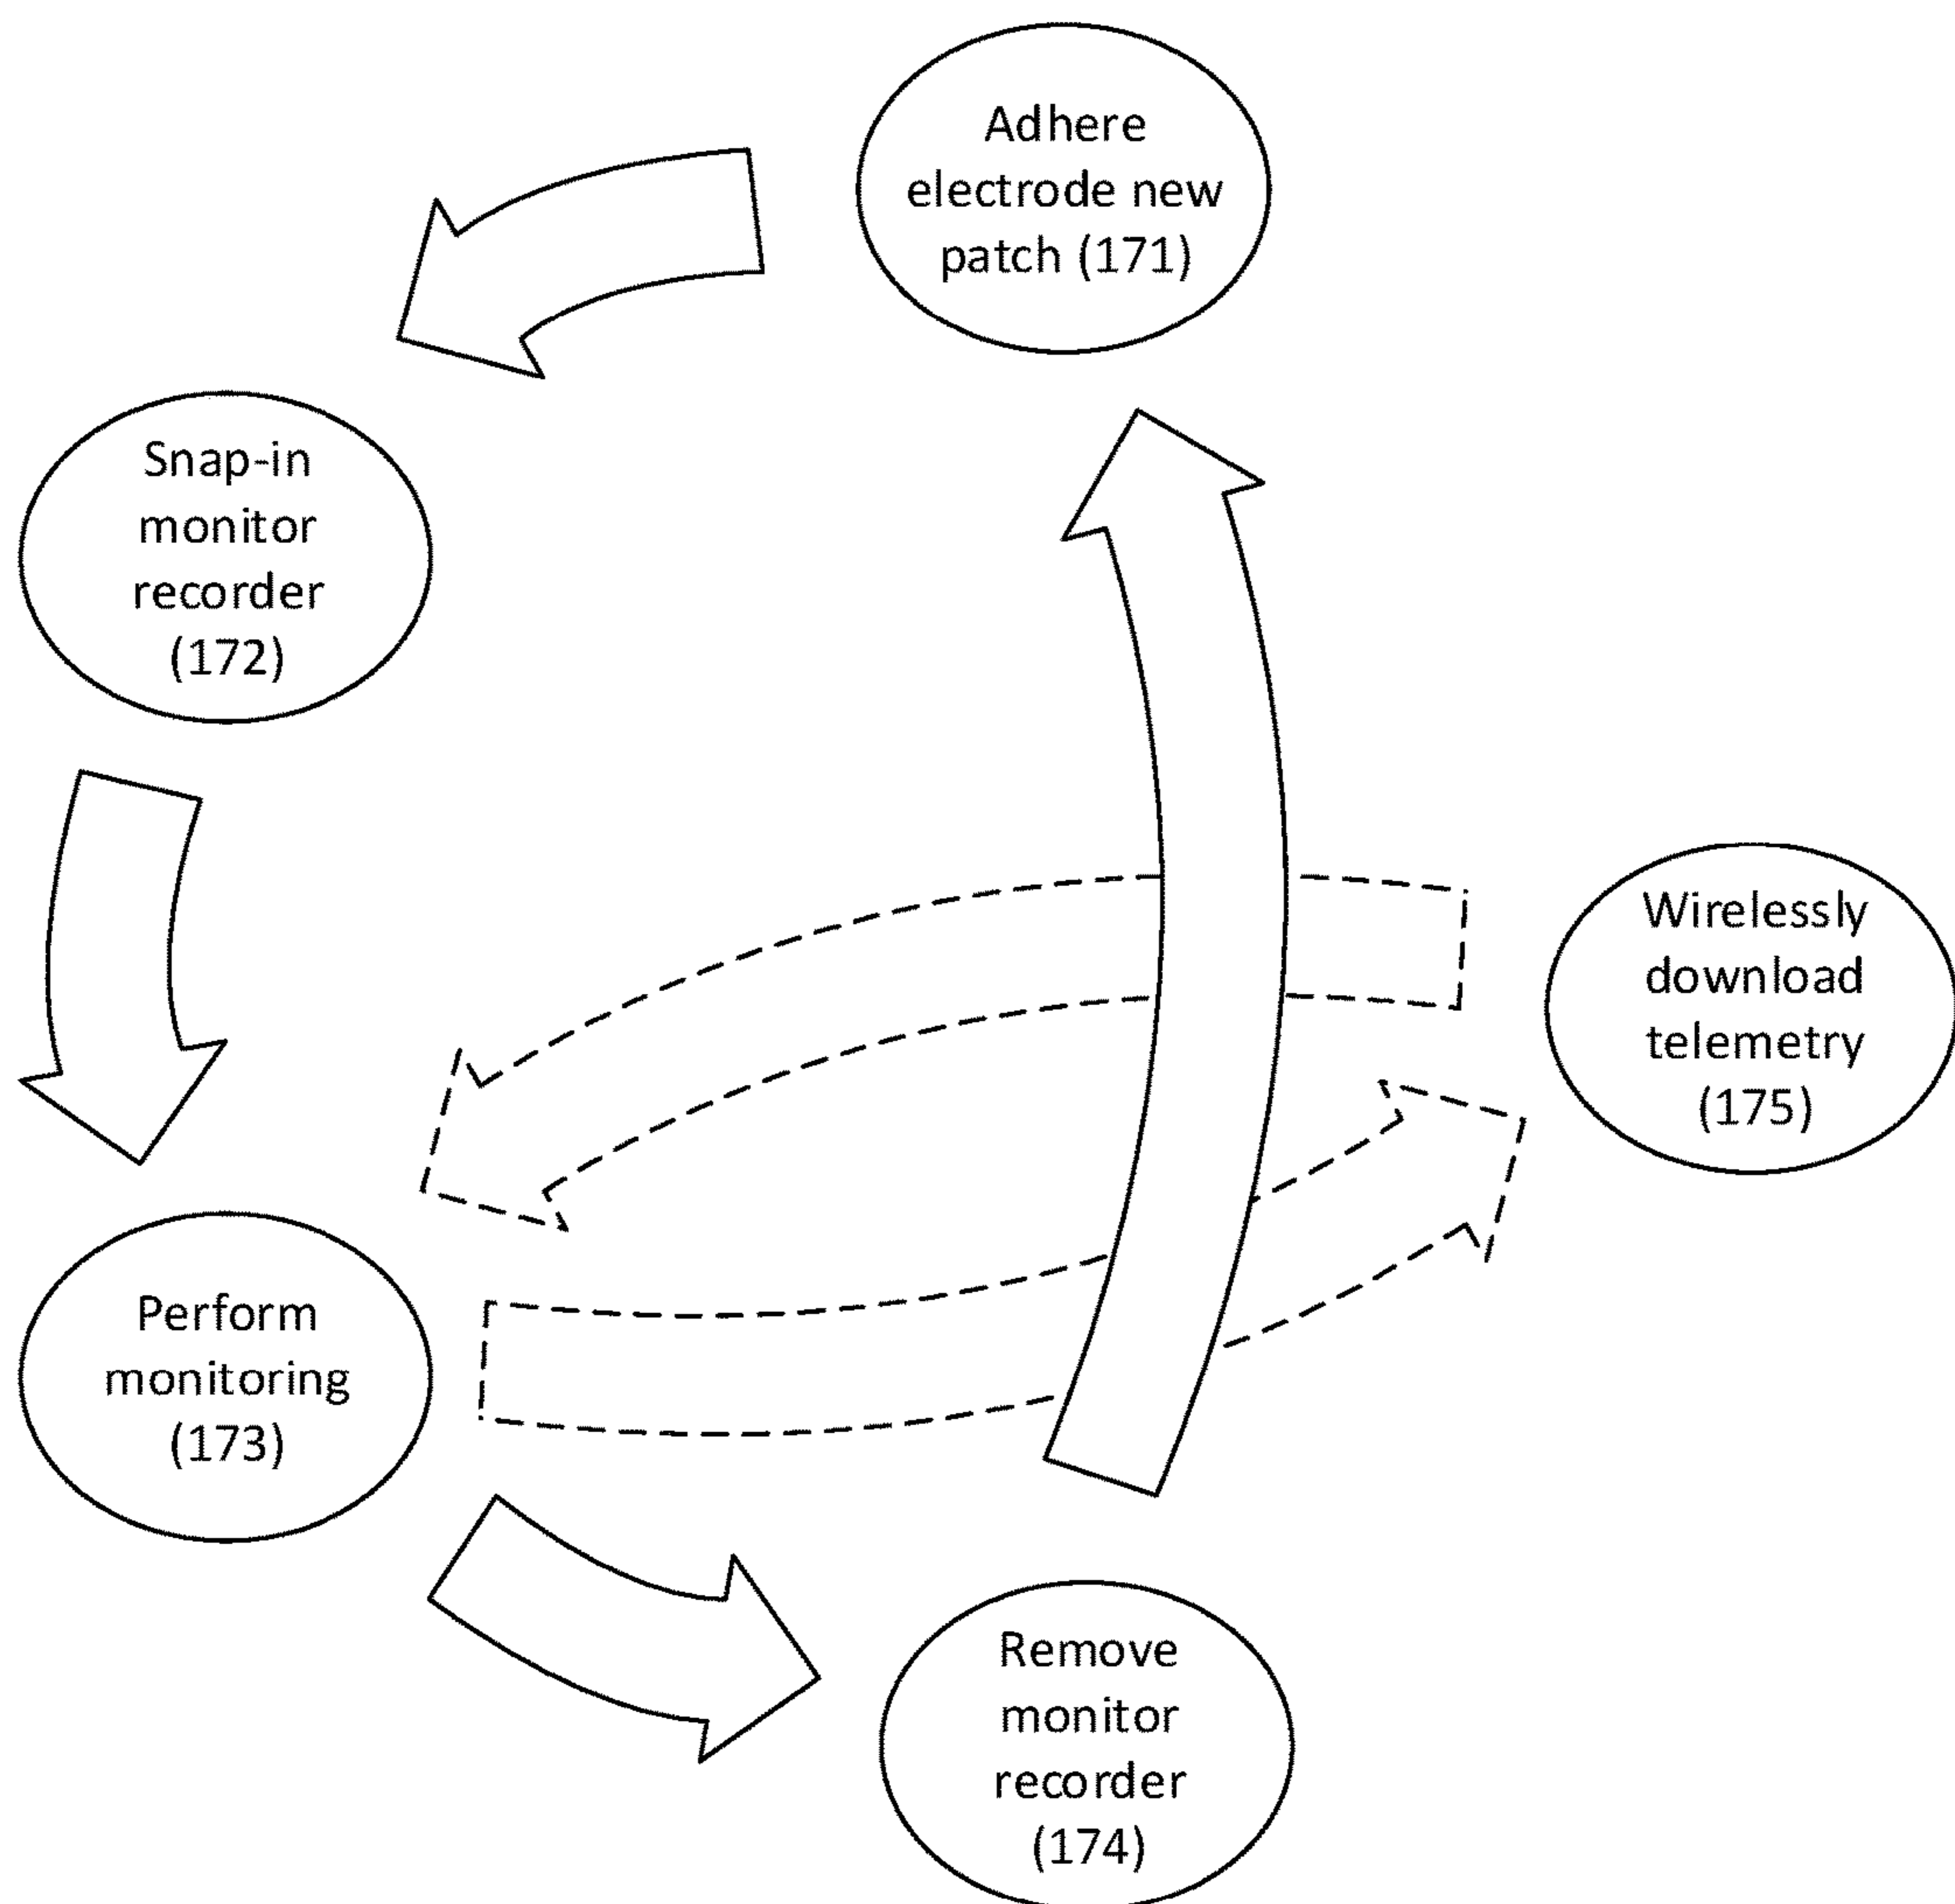 Adhere
electrode new
patch (171)
Snap-in
monitor
recorder
(172)
Wirelessly
download
telemetry
(175)
Perform
monitoring
(173)
Remove
monitor
recorder
(174)